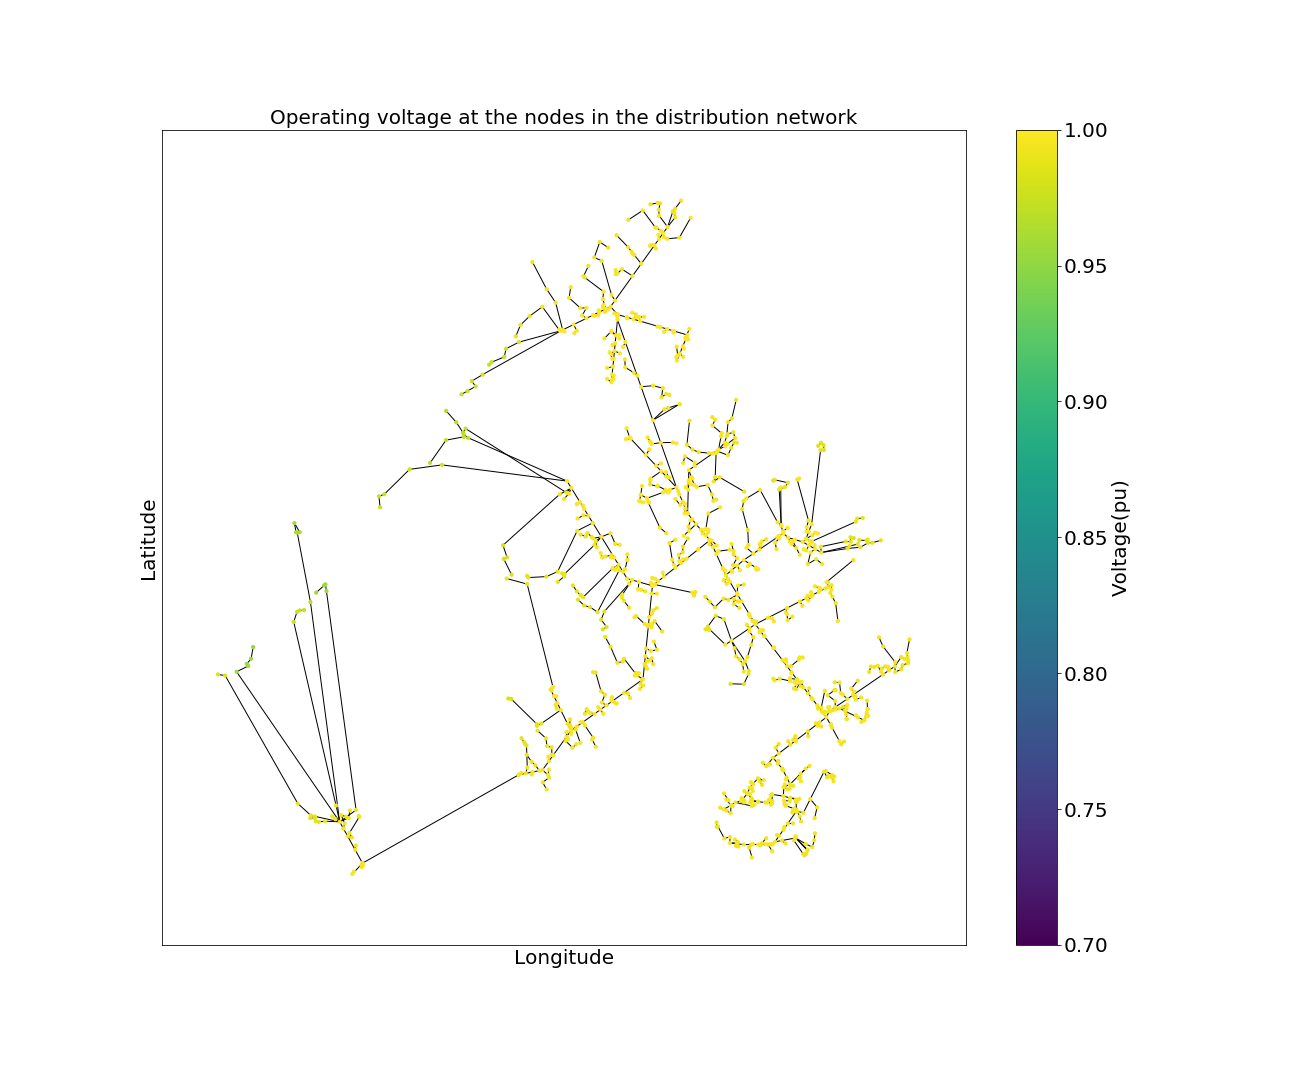 Operating voltage at the nodes in the distribution network
Latitude
Longitude
1.00
0.95
0.90
0.85
0.80
0.75
0.70
Voltage(pu)